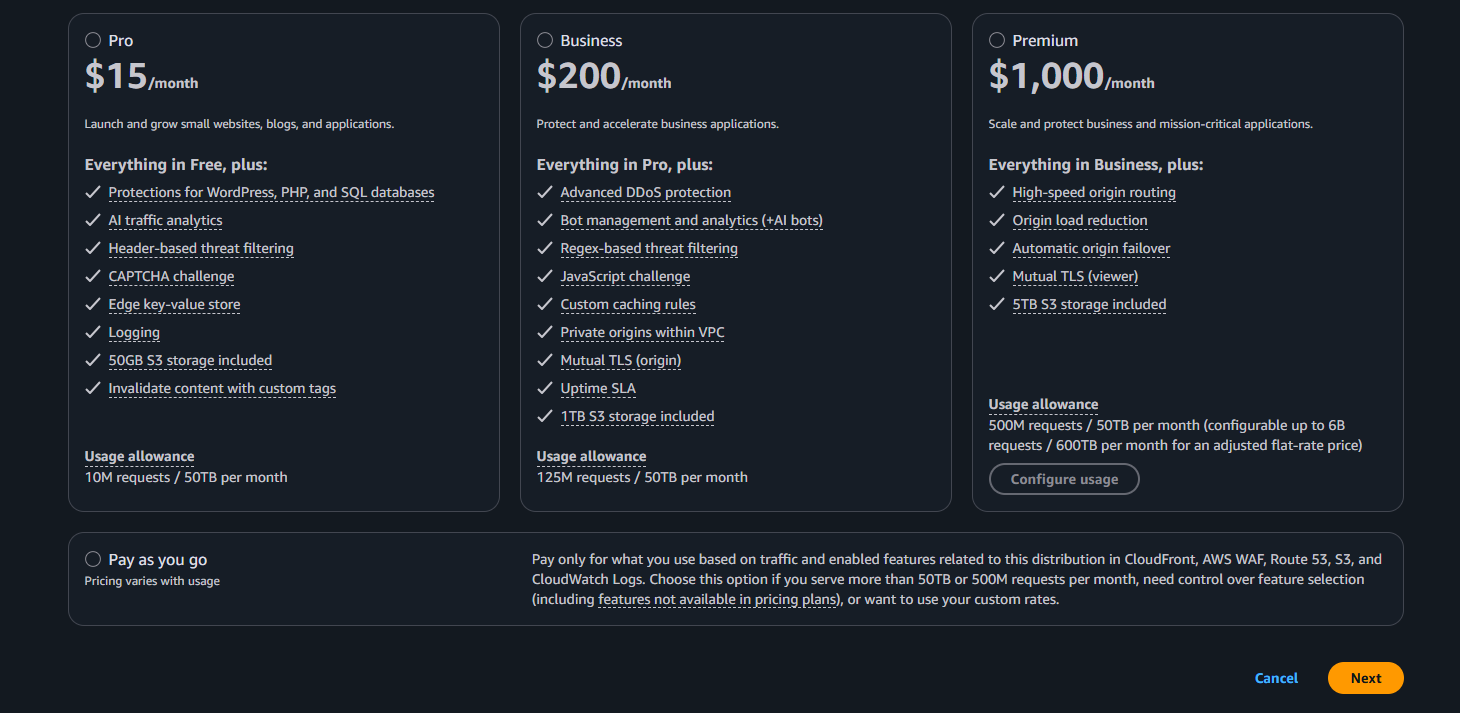 Pro
$15/month
Launch and grow small websites, blogs, and applications.
Everything in Free, plus:
Protections for WordPress, PHP, and SQL databases
AI traffic analytics
Header-based threat filtering
CAPTCHA challenge
Edge key-value store
Logging
50GB S3 storage included
Invalidate content with custom tags
Usage allowance
10M requests / 50TB per month
Business
$200/month
Protect and accelerate business applications.
Everything in Pro, plus:
Advanced DDoS protection
Bot management and analytics (+AI bots)
Regex-based threat filtering
JavaScript challenge
Custom caching rules
Private origins within VPC
Mutual TLS (origin)
Uptime SLA
1TB S3 storage included
Usage allowance
125M requests / 50TB per month
Premium
$1,000/month
Scale and protect business and mission-critical applications.
Everything in Business, plus:
High-speed origin routing
Origin load reduction
Automatic origin failover
Mutual TLS (viewer)
5TB S3 storage included
Usage allowance
500M requests / 50TB per month (configurable up to 6B
requests / 600TB per month for an adjusted flat-rate price)
Configure usage
Pay as you go
Pricing varies with usage
Pay only for what you use based on traffic and enabled features related to this distribution in CloudFront, AWS WAF, Route 53, S3, and
CloudWatch Logs. Choose this option if you serve more than 50TB or 500M requests per month, need control over feature selection
(including features not available in pricing plans), or want to use your custom rates.
Cancel
Next